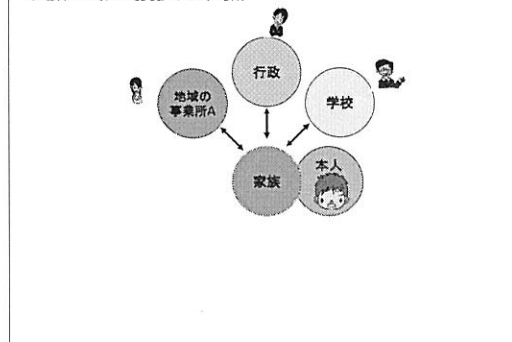 行政
地域の
事業所A
学校
家族
本人